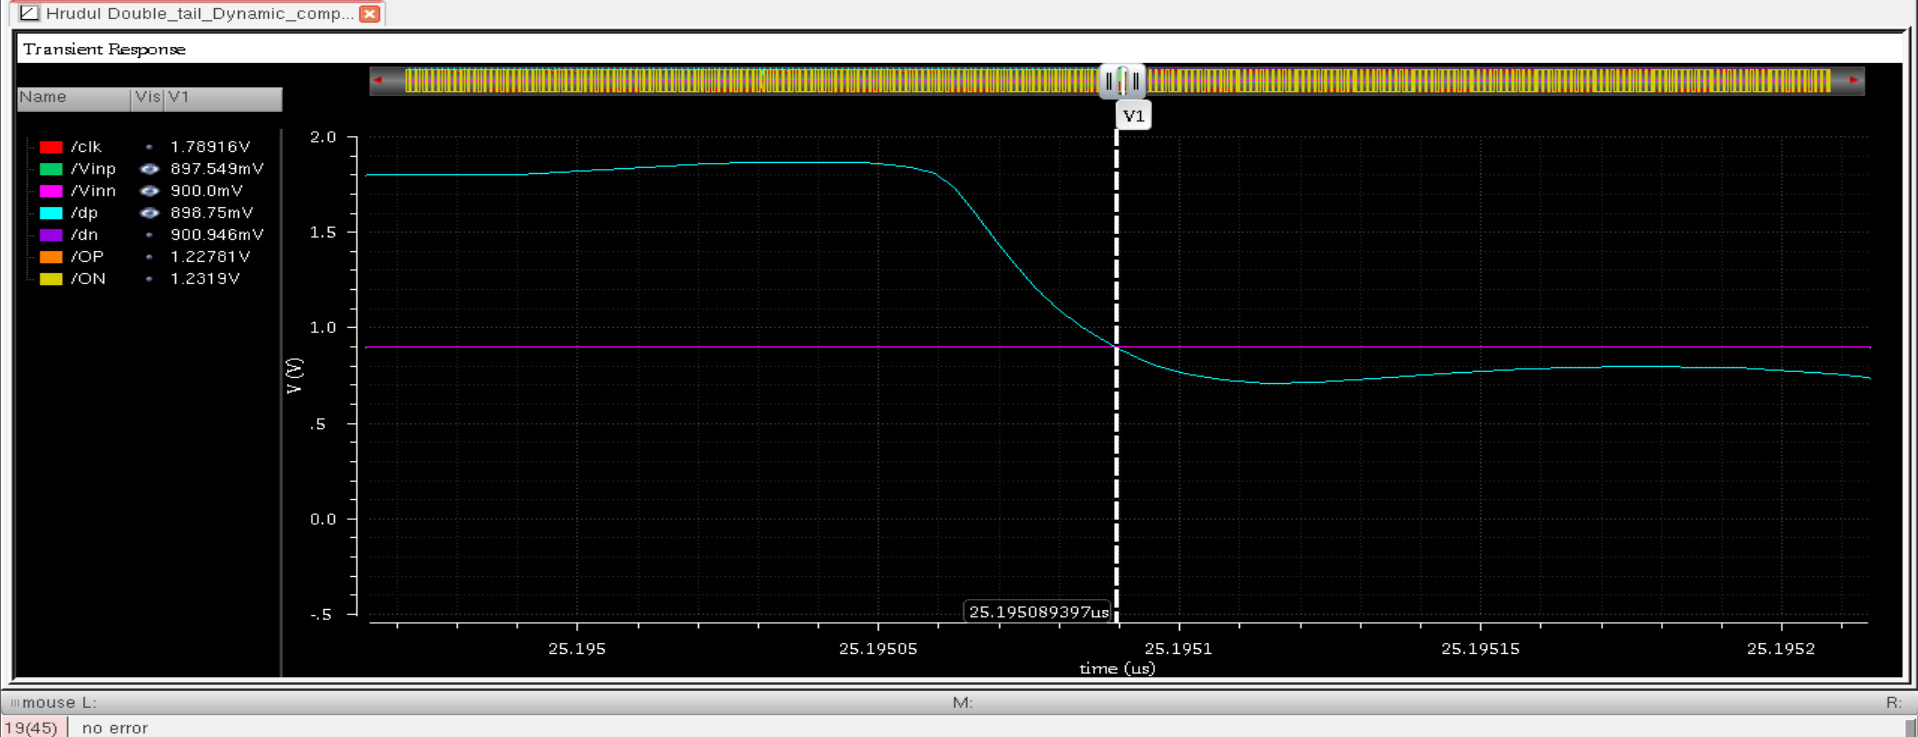 Hrudul Double_tail_Dynamic_comp...
Transient Response
Name Vis V1
V1
/clk 1.78916V
/Vinp 897.549mV
/Vinn 900.0mV
/dp 898.75mV
/dn 900.946mV
/OP 1.22781V
/ON 1.2319V
2.0
1.5
1.0
.5
0.0
-.5
V (V)
25.195089397us
25.195 25.19505 25.1951 25.19515 25.1952
time (us)
mouse L: M: R:
19(45) no error